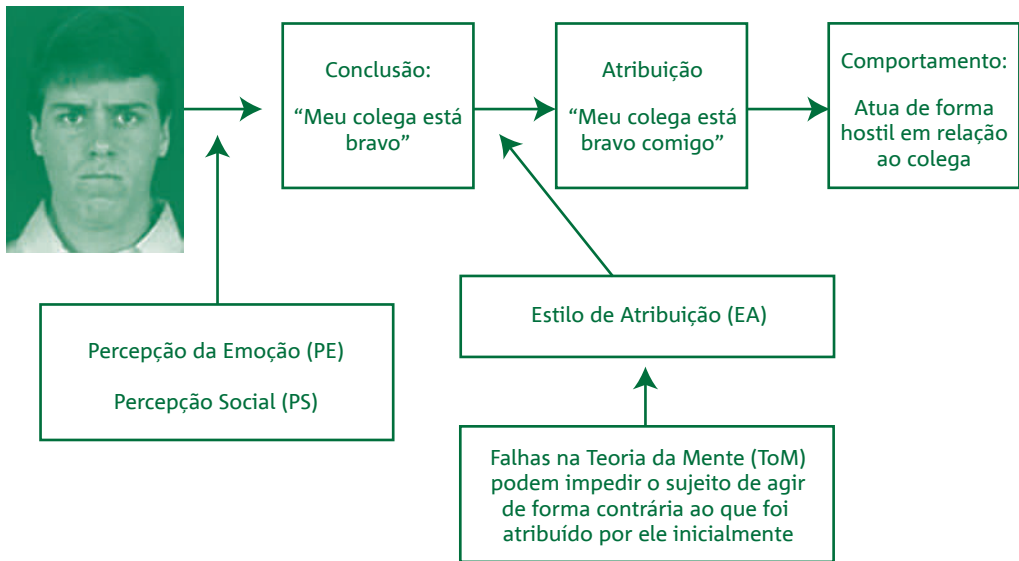 Conclusão:
“Meu colega está
bravo”
Atribuição
“Meu colega está
bravo comigo”
Comportamento:
Atua de forma
hostil em relação
ao colega
Percepção da Emoção (PE)
Percepção Social (PS)
Estilo de Atribuição (EA)
Falhas na Teoria da Mente (ToM)
podem impedir o sujeito de agir
de forma contrária ao que foi
atribuído por ele inicialmente